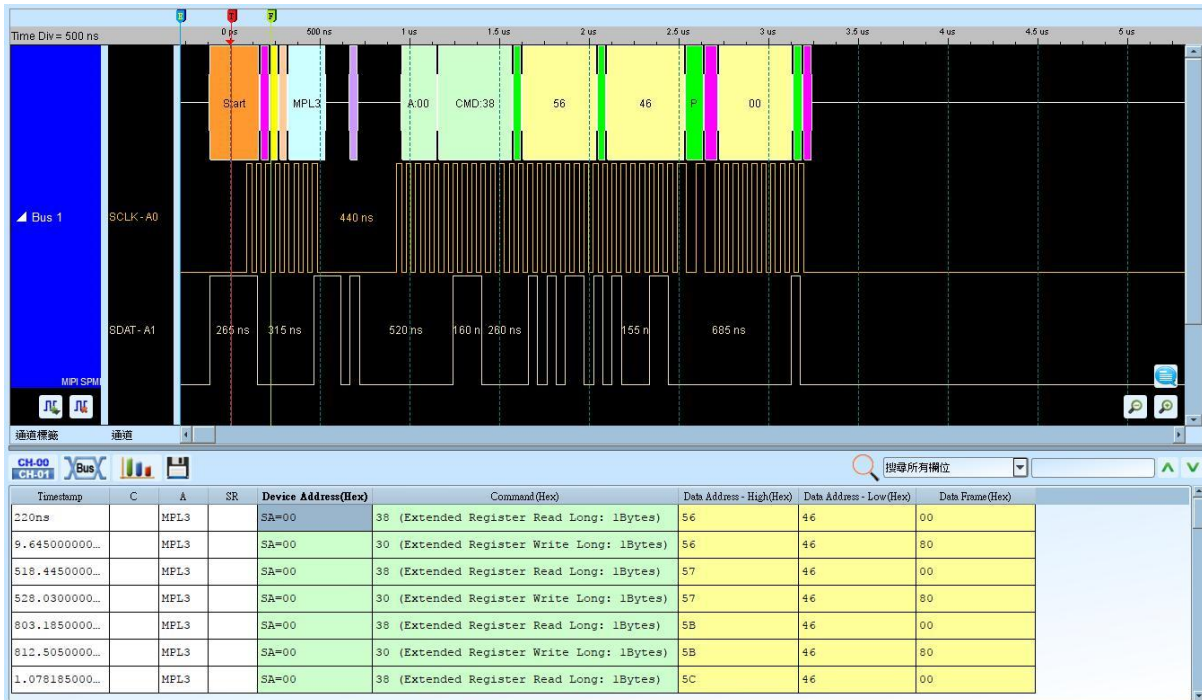 B T F
Time Div = 500 ns
0 ps 500 ns 1 us 1.5 us 2 us 2.5 us 3 us 3.5 us 4 us 4.5 us 5 us
Start MPL3 A:00 CMD:38 56 46 P 00
Bus 1 SCLK - A0 440 ns
SDAT - A1 265 ns 315 ns 520 ns 160 n 260 ns 155 n 685 ns
MIPI SPMI
通道標籤 通道
CH-00
CH-01 Bus 搜尋所有欄位
Timestamp C A SR Device Address(Hex) Command(Hex) Data Address - High(Hex) Data Address - Low(Hex) Data Frame(Hex)
220ns MPL3 SA=00 38 (Extended Register Read Long: 1Bytes) 56 46 00
9.645000000... MPL3 SA=00 30 (Extended Register Write Long: 1Bytes) 56 46 80
518.4450000... MPL3 SA=00 38 (Extended Register Read Long: 1Bytes) 57 46 00
528.0300000... MPL3 SA=00 30 (Extended Register Write Long: 1Bytes) 57 46 80
803.1850000... MPL3 SA=00 38 (Extended Register Read Long: 1Bytes) 5B 46 00
812.5050000... MPL3 SA=00 30 (Extended Register Write Long: 1Bytes) 5B 46 80
1.078185000... MPL3 SA=00 38 (Extended Register Read Long: 1Bytes) 5C 46 00